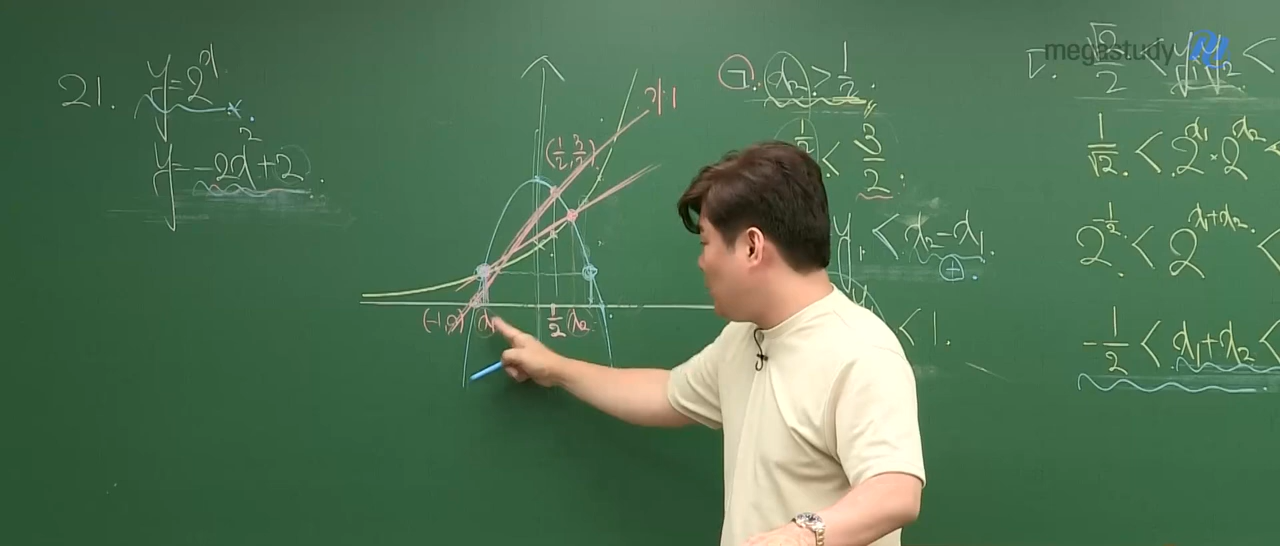 21.
y=2^x
y=-2x^2+2
x+1
(1/2, 3/2)
(-1,0)
x₁
1/2
x₂
ㄱ. x₂ > 1/2
< 3/2
y₁ < x₂-x₁
< 1.
megastudy
ㄷ. √2/2 < y₁y₂ <
1/√2 < 2^x₁ · 2^x₂ <
2^(-1/2) < 2^(x₁+x₂) <
-1/2 < x₁+x₂ <